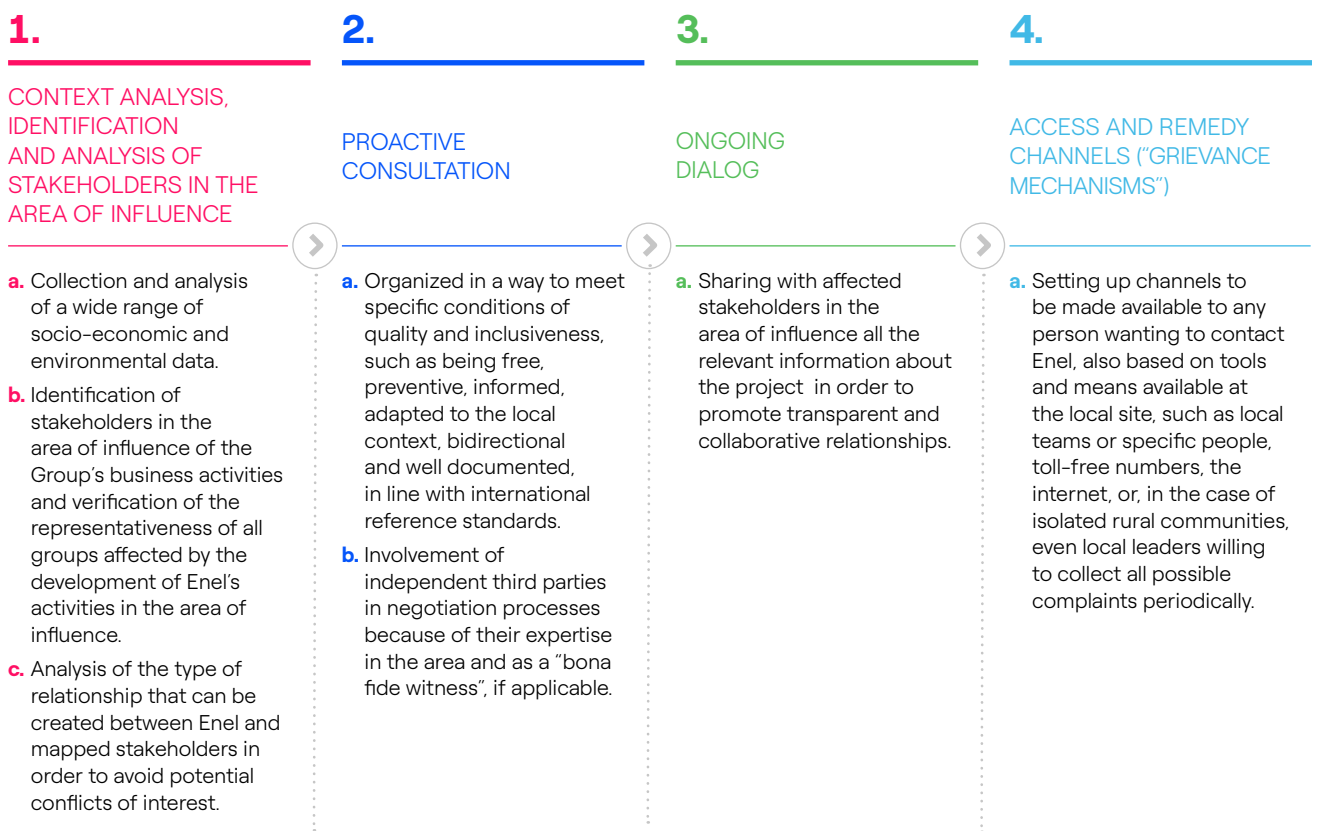 1.
CONTEXT ANALYSIS,
IDENTIFICATION
AND ANALYSIS OF
STAKEHOLDERS IN THE
AREA OF INFLUENCE
a. Collection and analysis
of a wide range of
socio-economic and
environmental data.
b. Identification of
stakeholders in the
area of influence of the
Group’s business activities
and verification of the
representativeness of all
groups affected by the
development of Enel’s
activities in the area of
influence.
c. Analysis of the type of
relationship that can be
created between Enel and
mapped stakeholders in
order to avoid potential
conflicts of interest.
2.
PROACTIVE
CONSULTATION
a. Organized in a way to meet
specific conditions of
quality and inclusiveness,
such as being free,
preventive, informed,
adapted to the local
context, bidirectional
and well documented,
in line with international
reference standards.
b. Involvement of
independent third parties
in negotiation processes
because of their expertise
in the area and as a “bona
fide witness”, if applicable.
3.
ONGOING
DIALOG
a. Sharing with affected
stakeholders in the
area of influence all the
relevant information about
the project in order to
promote transparent and
collaborative relationships.
4.
ACCESS AND REMEDY
CHANNELS (“GRIEVANCE
MECHANISMS”)
a. Setting up channels to
be made available to any
person wanting to contact
Enel, also based on tools
and means available at
the local site, such as local
teams or specific people,
toll-free numbers, the
internet, or, in the case of
isolated rural communities,
even local leaders willing
to collect all possible
complaints periodically.